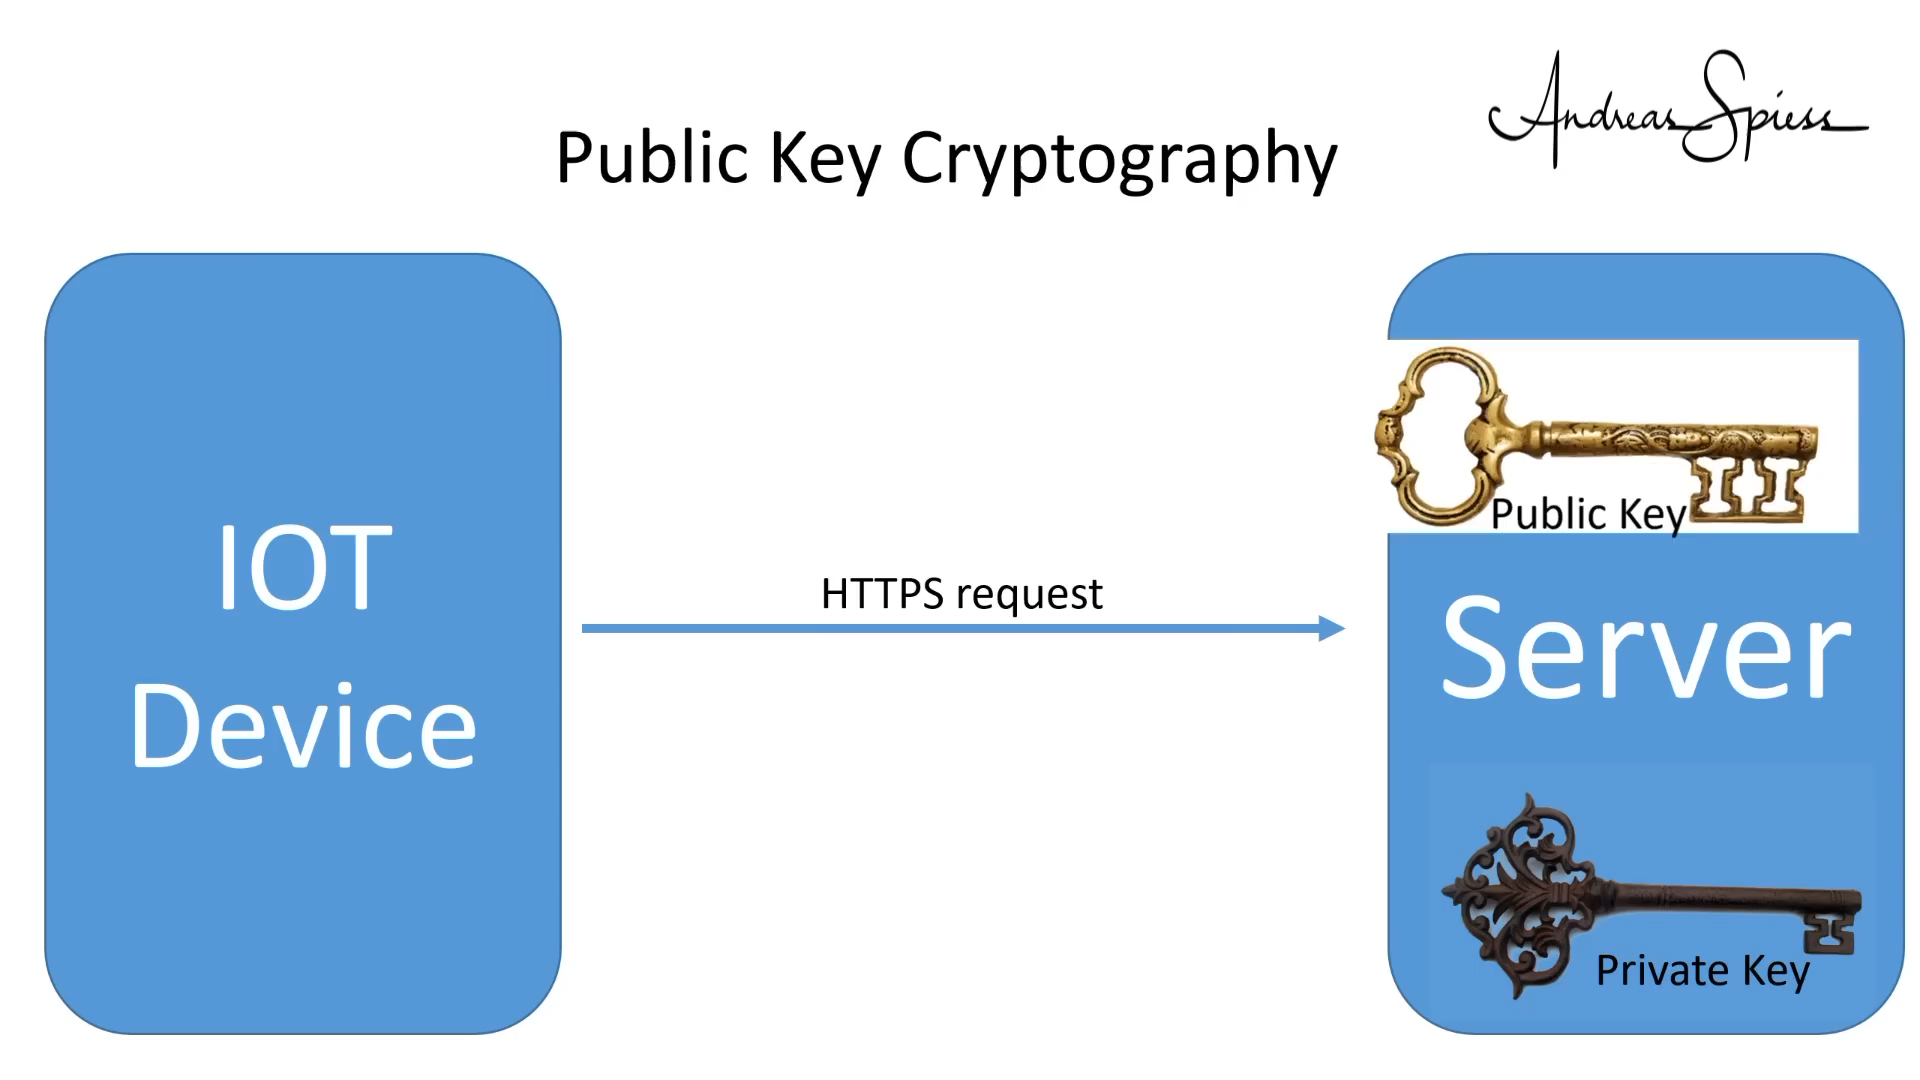 Andreas Spiess
Public Key Cryptography
IOT
Device
HTTPS request
Public Key
Server
Private Key